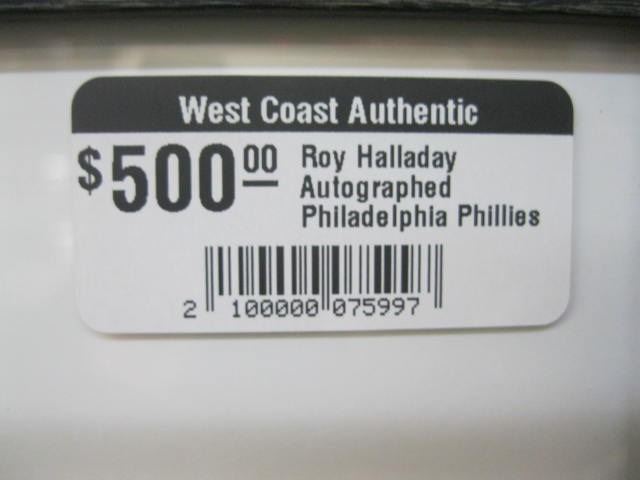 West Coast Authentic
$500.00 Roy Halladay
Autographed
Philadelphia Phillies
2 100000 075997